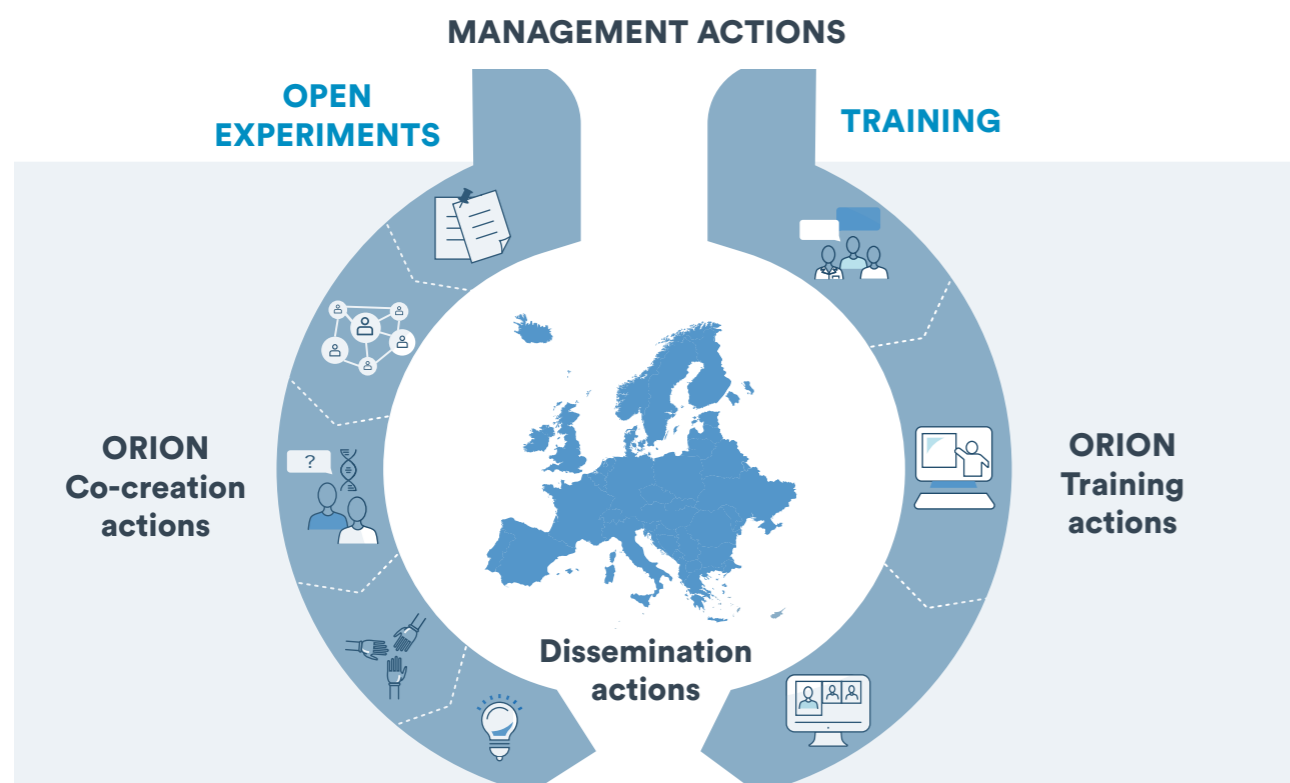 MANAGEMENT ACTIONS
OPEN
EXPERIMENTS
TRAINING
?
ORION
Co-creation
actions
ORION
Training
actions
Dissemination
actions